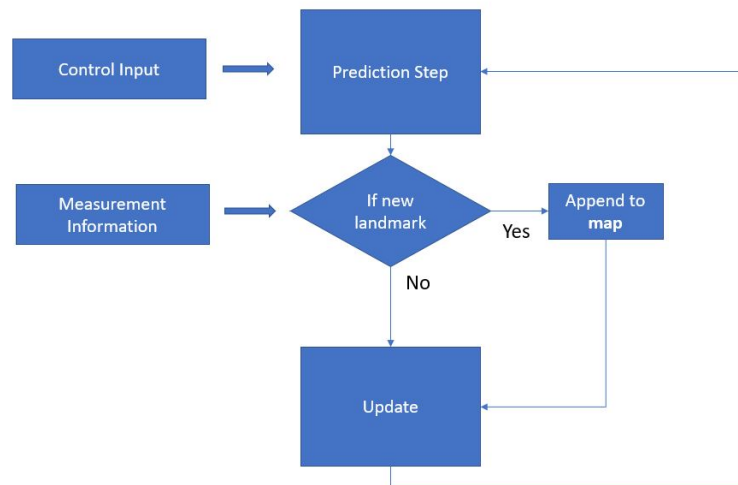 Control Input
Prediction Step
Measurement
Information
If new
landmark
Yes
Append to
map
No
Update